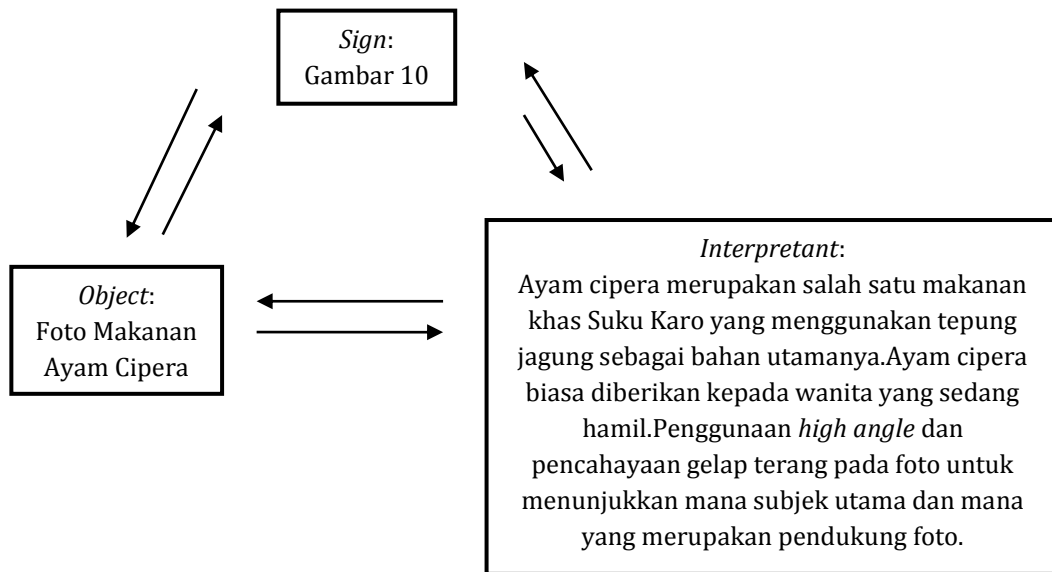 Sign:
Gambar 10
Object:
Foto Makanan
Ayam Cipera
Interpretant:
Ayam cipera merupakan salah satu makanan
khas Suku Karo yang menggunakan tepung
jagung sebagai bahan utamanya.Ayam cipera
biasa diberikan kepada wanita yang sedang
hamil.Penggunaan high angle dan
pencahayaan gelap terang pada foto untuk
menunjukkan mana subjek utama dan mana
yang merupakan pendukung foto.